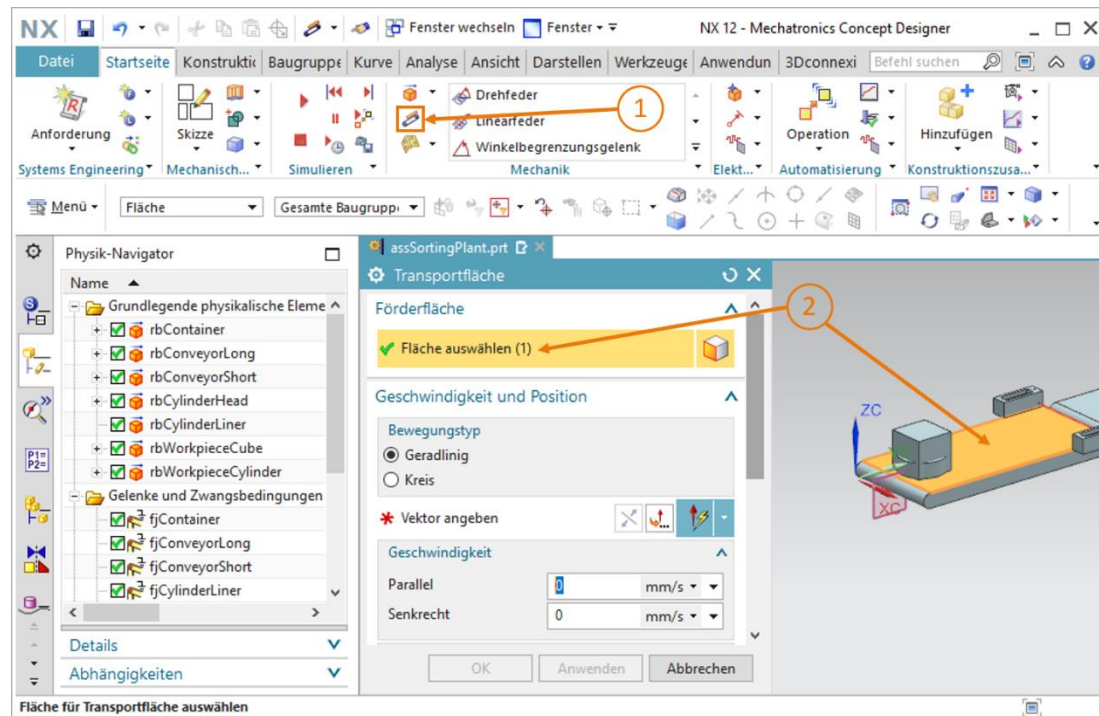 NX Fenster wechseln Fenster NX 12 - Mechatronics Concept Designer
Datei Startseite Konstruktic Baugruppe Kurve Analyse Ansicht Darstellen Werkzeuge Anwendun 3Dconnexi Befehl suchen
Anforderung
Skizze
Drehfeder
Linearfeder
Winkelbegrenzungsgelenk
1
Operation
Hinzufügen
Systems Engineering Mechanisch... Simulieren Mechanik Elekt... Automatisierung Konstruktionszusa...
Menü Fläche Gesamte Baugruppe
Physik-Navigator
Name
Grundlegende physikalische Eleme
rbContainer
rbConveyorLong
rbConveyorShort
rbCylinderHead
rbCylinderLiner
rbWorkpieceCube
rbWorkpieceCylinder
Gelenke und Zwangsbedingungen
fjContainer
fjConveyorLong
fjConveyorShort
fjCylinderLiner
Details
Abhängigkeiten
P1=
P2=
assSortingPlant.prt
Transportfläche
Förderfläche
Fläche auswählen (1)
Geschwindigkeit und Position
Bewegungstyp
Geradlinig
Kreis
Vektor angeben
Geschwindigkeit
Parallel 0 mm/s
Senkrecht 0 mm/s
OK Anwenden Abbrechen
2
ZC
XC
Fläche für Transportfläche auswählen